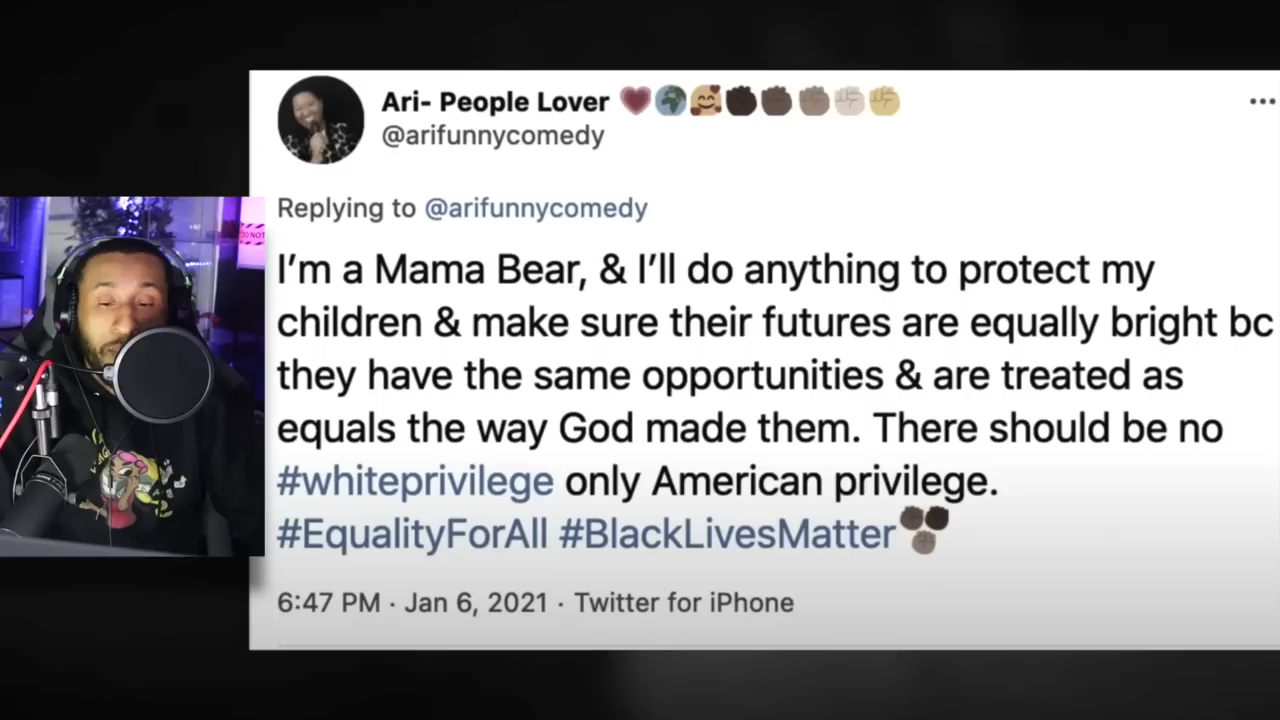 Ari- People Lover 💗🌍🥰✊🏿✊🏾✊🏽✊🏻✊🏼
@arifunnycomedy
Replying to @arifunnycomedy
I’m a Mama Bear, & I’ll do anything to protect my
children & make sure their futures are equally bright bc
they have the same opportunities & are treated as
equals the way God made them. There should be no
#whiteprivilege only American privilege.
#EqualityForAll #BlackLivesMatter
6:47 PM · Jan 6, 2021 · Twitter for iPhone
DO NOT